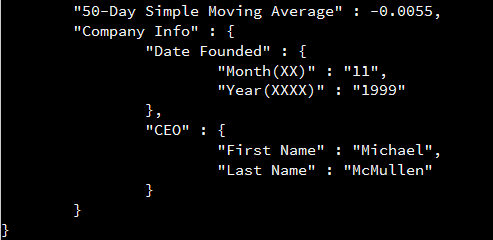 "50-Day Simple Moving Average" : -0.0055,
"Company Info" : {
"Date Founded" : {
"Month(XX)" : "11",
"Year(XXXX)" : "1999"
},
"CEO" : {
"First Name" : "Michael",
"Last Name" : "McMullen"
}
}
}